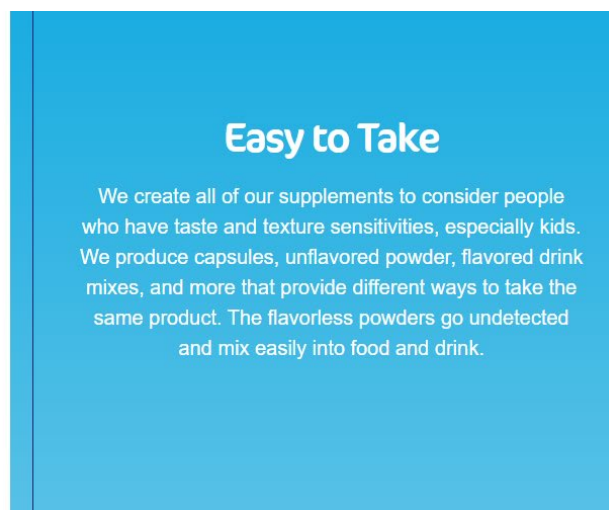 Easy to Take
We create all of our supplements to consider people
who have taste and texture sensitivities, especially kids.
We produce capsules, unflavored powder, flavored drink
mixes, and more that provide different ways to take the
same product. The flavorless powders go undetected
and mix easily into food and drink.